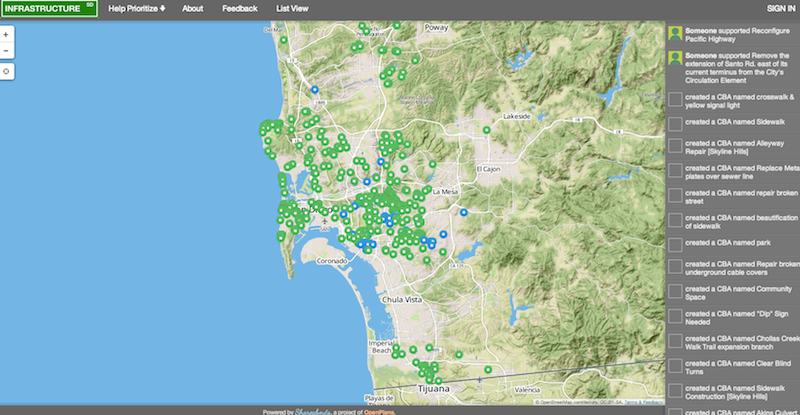 INFRASTRUCTURE SD
Help Prioritize
About
Feedback
List View
SIGN IN
Del Mar
Poway
Lakeside
El Cajon
La Mesa
Coronado
Chula Vista
Imperial
Beach
Tijuana
Playas de
Valencia
Someone supported Reconfigure
Pacific Highway
Someone supported Remove the
extension of Santo Rd. east of its
current terminus from the City's
Circulation Element
created a CBA named crosswalk &
yellow signal light
created a CBA named Sidewalk
created a CBA named Alleyway
Repair [Skyline Hills]
created a CBA named Replace Meta
plates over sewer line
created a CBA named repair broken
street
created a CBA named beautification of
sidewalk
created a CBA named park
created a CBA named Repair broken
underground cable covers
created a CBA named Community
Space
created a CBA named "Dip" Sign
Needed
created a CBA named Chollas Creek
Walk Trail expansion branch
created a CBA named Clear Blind
Turns
created a CBA named Sidewalk
Construction [Skyline Hills]
Powered by Shareabouts, a project of OpenPlans.
© OpenStreetMap contributors, CC-BY-SA. Terms & Feedback